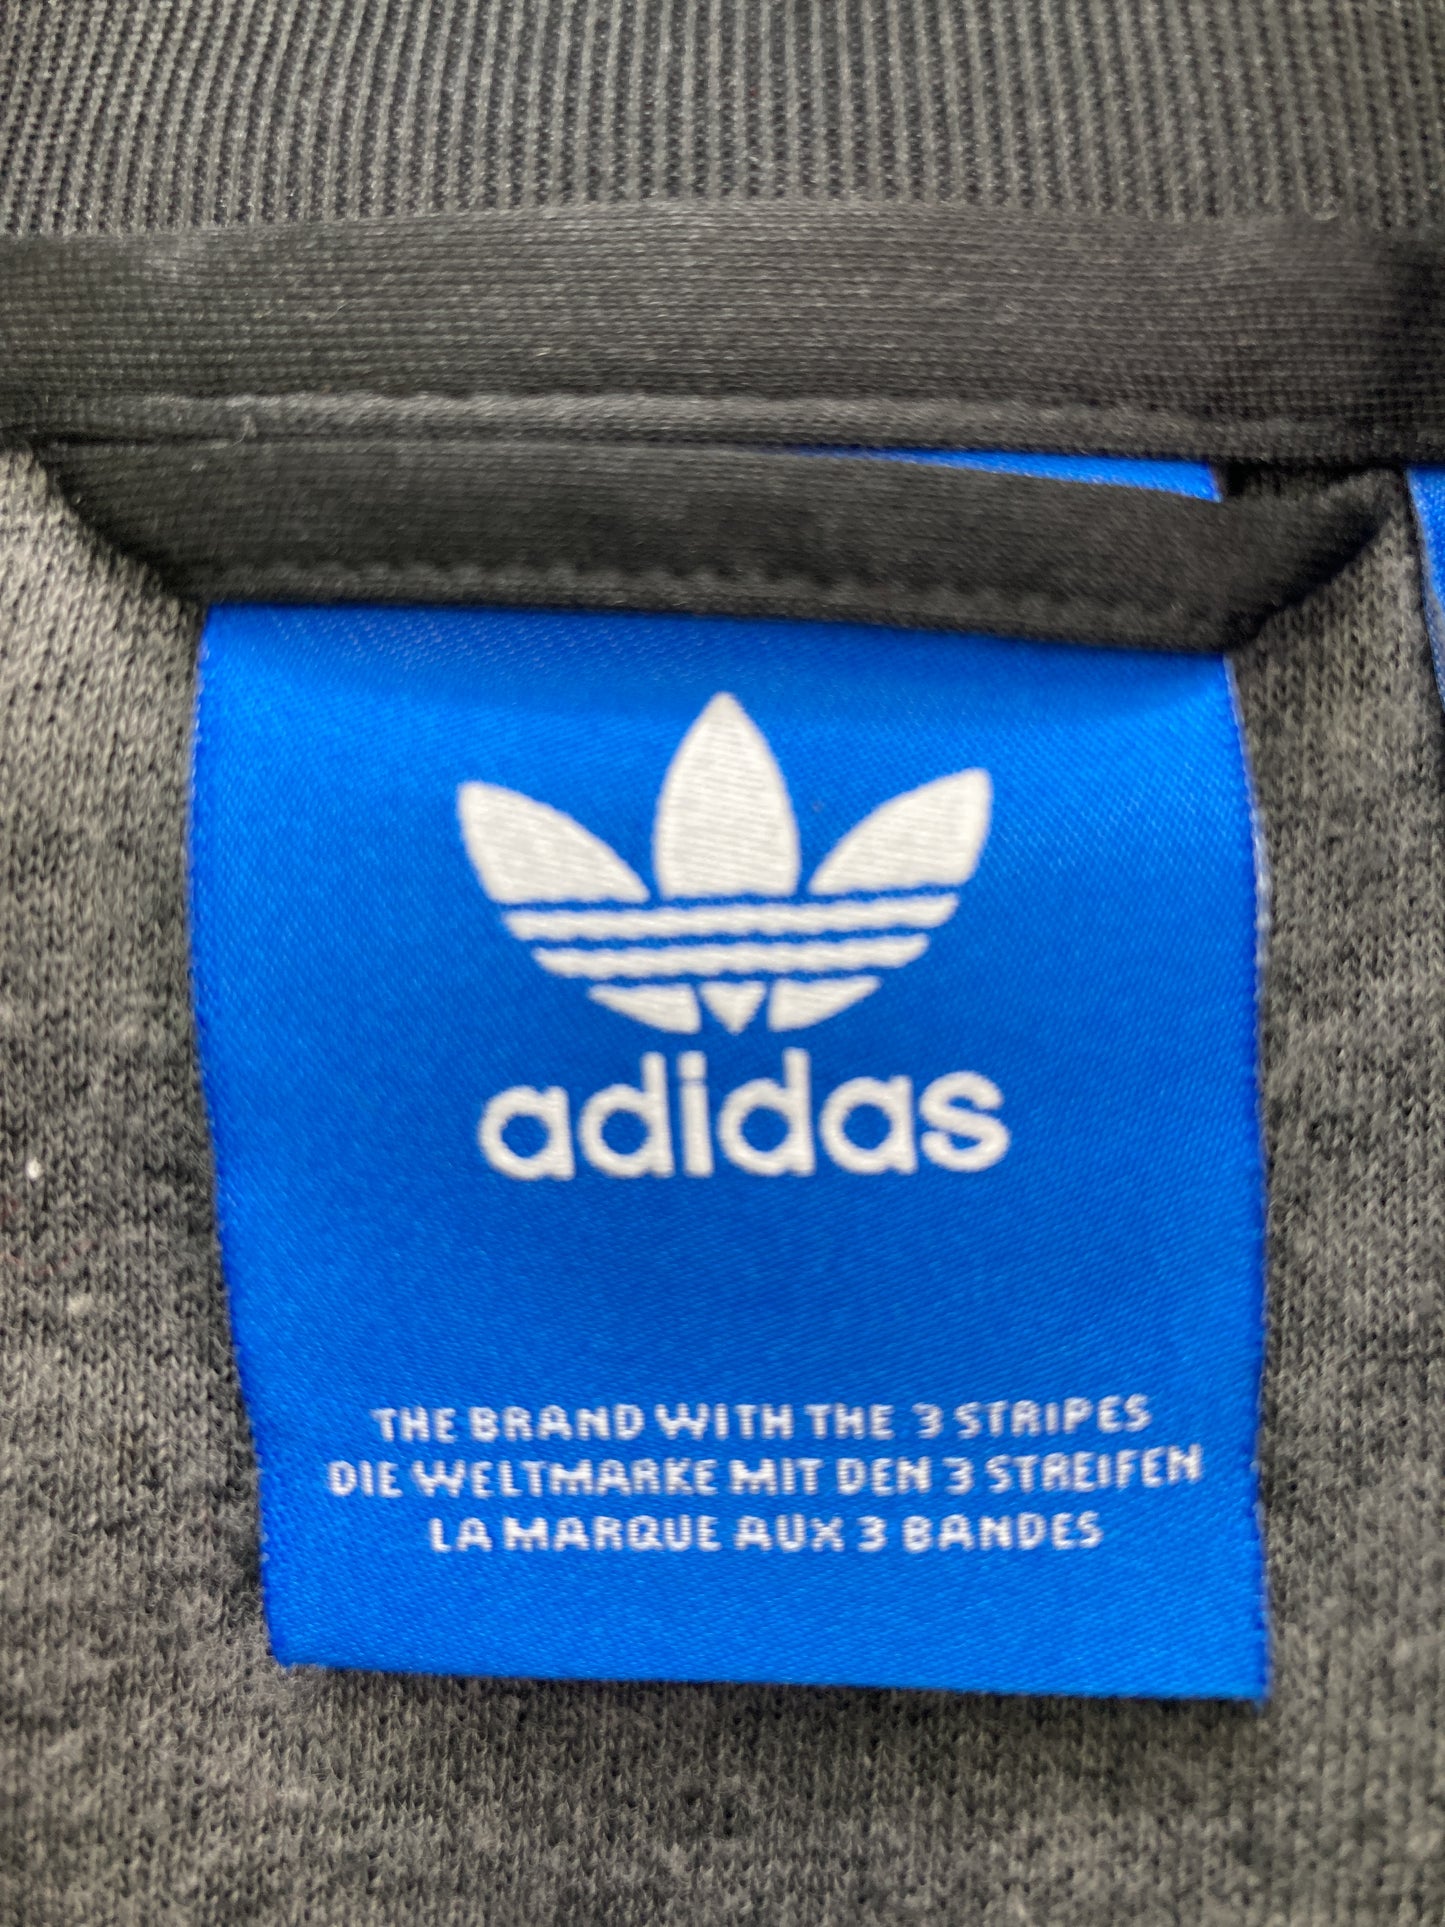 adidas
THE BRAND WITH THE 3 STRIPES
DIE WELTMARKE MIT DEN 3 STREIFEN
LA MARQUE AUX 3 BANDES